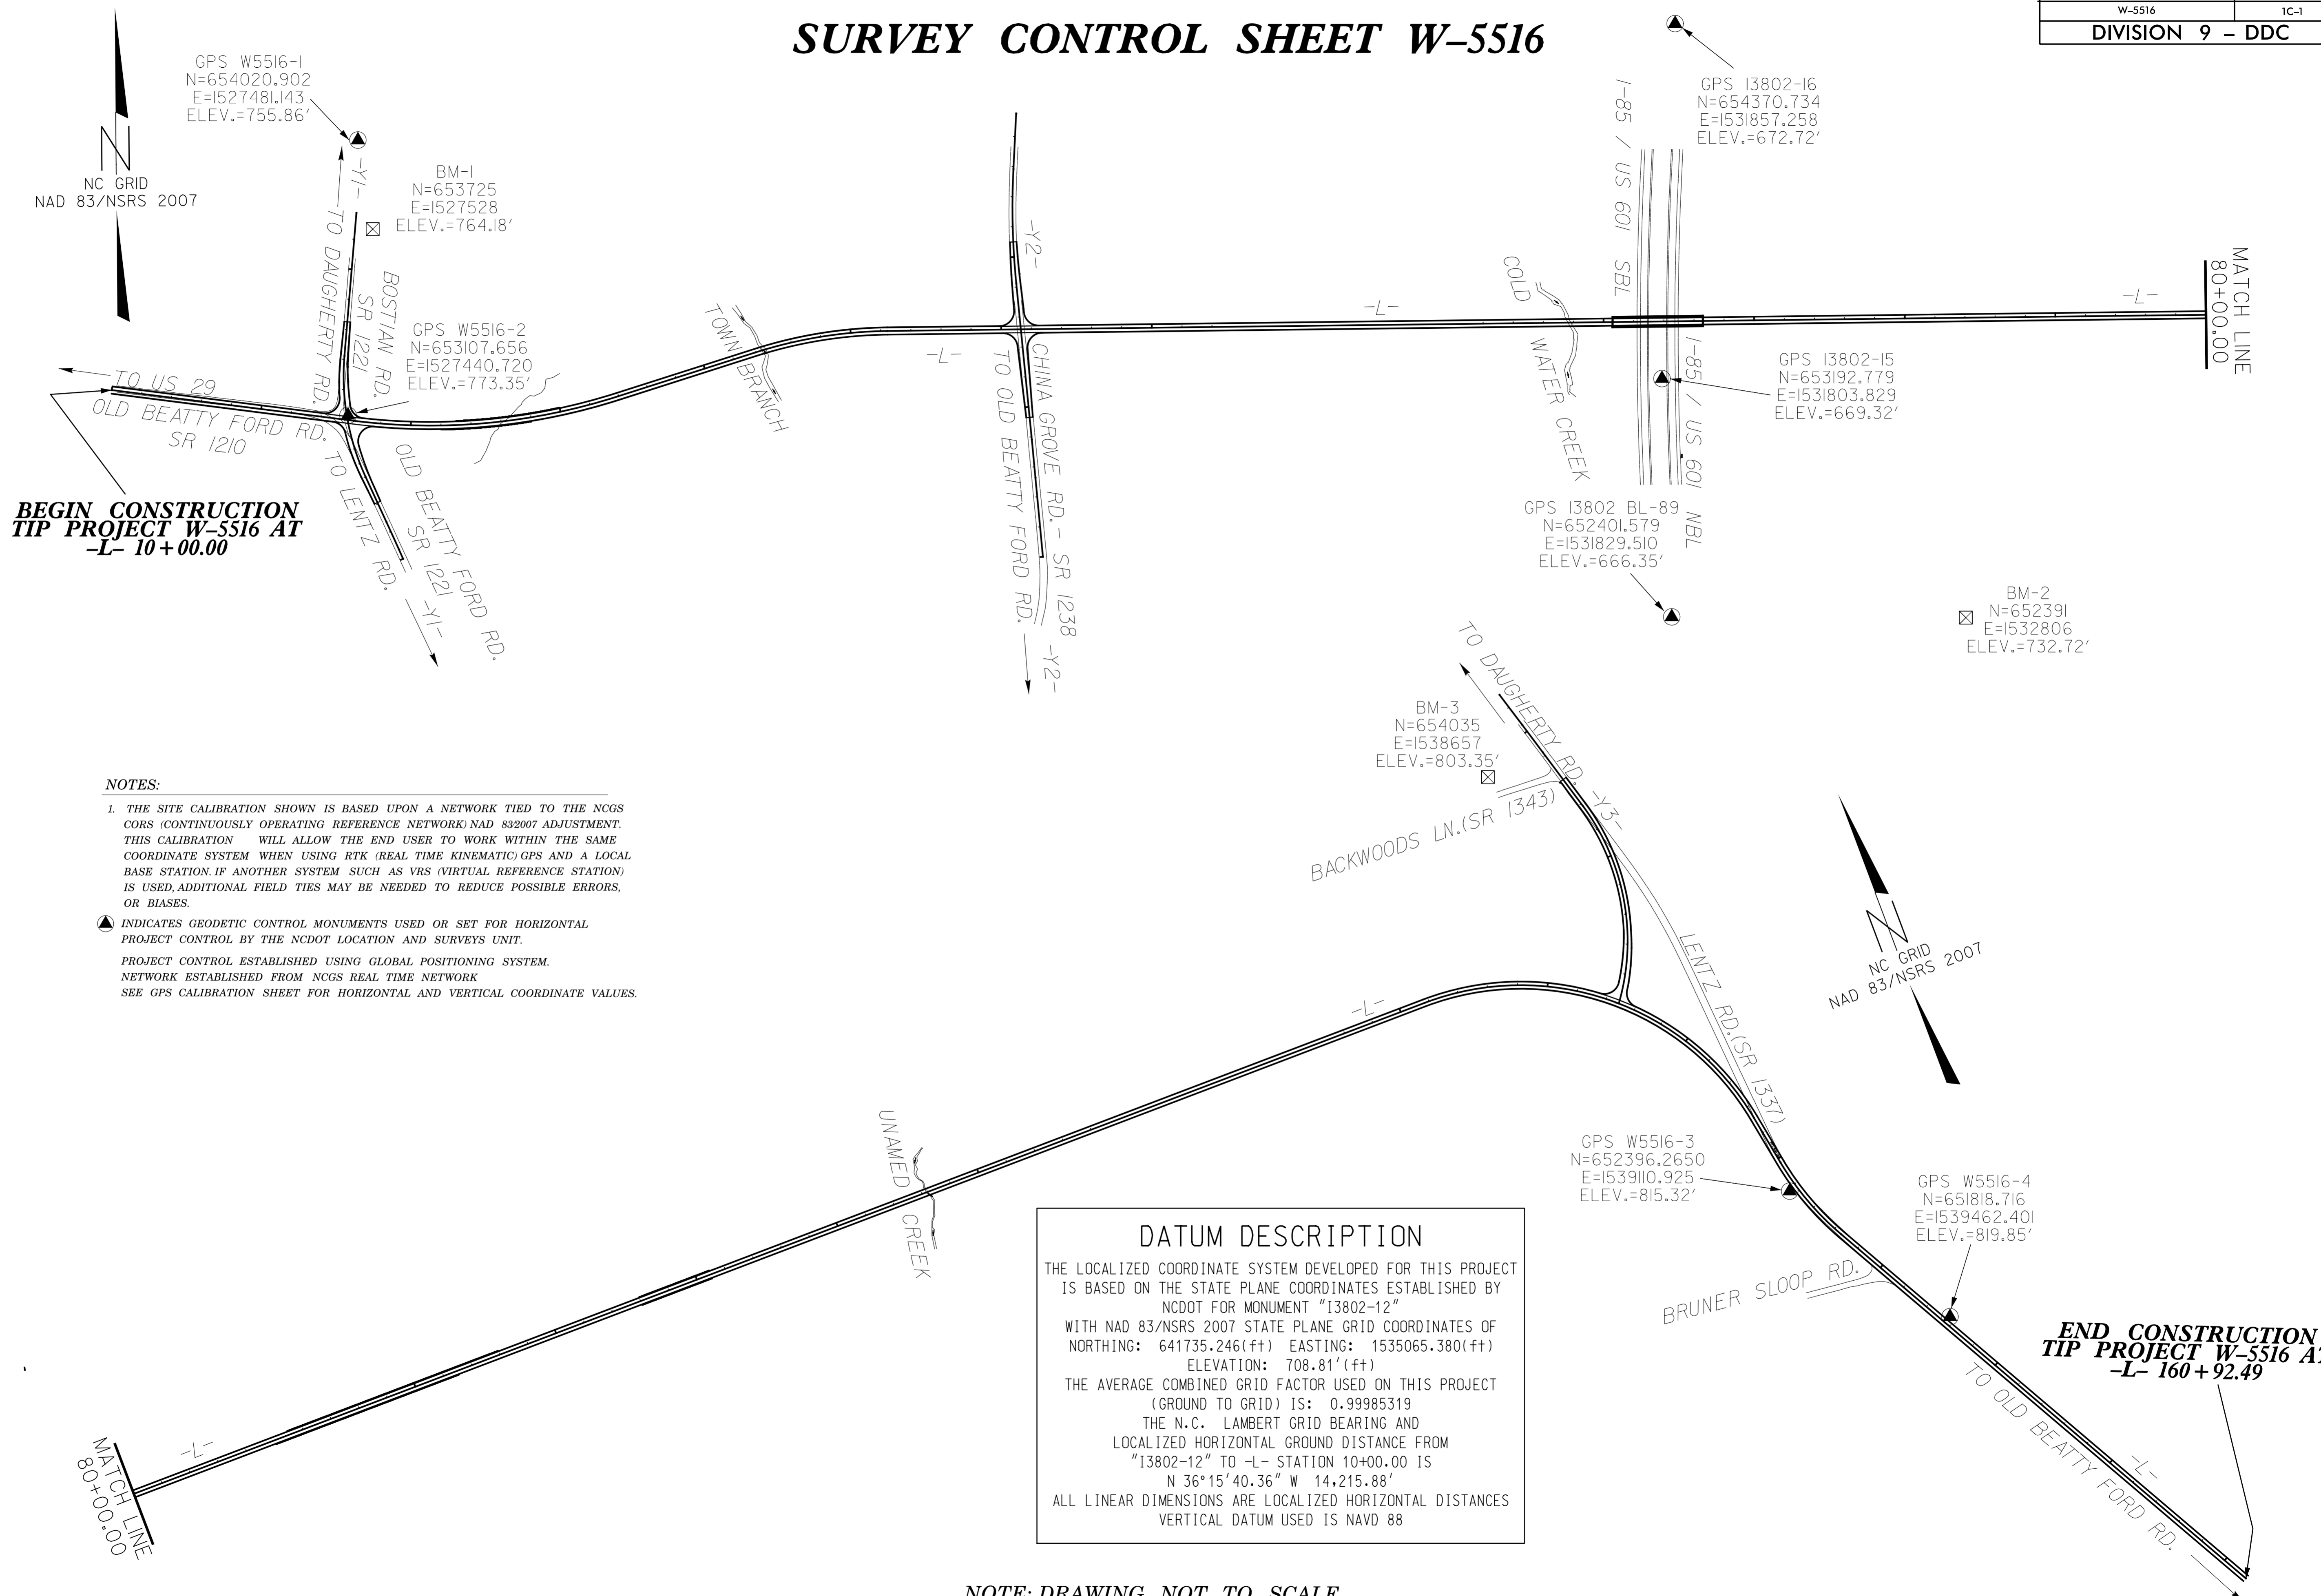 SURVEY CONTROL SHEET W–5516
W–5516
1C–1
DIVISION 9 – DDC
NC GRID
NAD 83/NSRS 2007
GPS W5516-1
N=654020.902
E=1527481.143
ELEV.=755.86'
BM-1
N=653725
E=1527528
ELEV.=764.18'
-Y1-
TO DAUGHERTY RD.
BOSTIAN RD.
SR 1221
GPS W5516-2
N=653107.656
E=1527440.720
ELEV.=773.35'
TO US 29
OLD BEATTY FORD RD.
SR 1210
BEGIN CONSTRUCTION
TIP PROJECT W–5516 AT
–L– 10+00.00
TO LENTZ RD.
OLD BEATTY FORD RD.
SR 1221
-Y1-
TOWN BRANCH
-L-
-Y2-
TO OLD BEATTY FORD RD.
CHINA GROVE RD.- SR 1238
-Y2-
-L-
COLD WATER CREEK
I-85 / US 601 SBL
I-85 / US 601 NBL
GPS I3802-16
N=654370.734
E=1531857.258
ELEV.=672.72'
GPS I3802-15
N=653192.779
E=1531803.829
ELEV.=669.32'
GPS I3802 BL-89
N=652401.579
E=1531829.510
ELEV.=666.35'
-L-
MATCH LINE
80+00.00
BM-2
N=652391
E=1532806
ELEV.=732.72'
NOTES:
1. THE SITE CALIBRATION SHOWN IS BASED UPON A NETWORK TIED TO THE NCGS
CORS (CONTINUOUSLY OPERATING REFERENCE NETWORK) NAD 83/2007 ADJUSTMENT.
THIS CALIBRATION WILL ALLOW THE END USER TO WORK WITHIN THE SAME
COORDINATE SYSTEM WHEN USING RTK (REAL TIME KINEMATIC) GPS AND A LOCAL
BASE STATION. IF ANOTHER SYSTEM SUCH AS VRS (VIRTUAL REFERENCE STATION)
IS USED, ADDITIONAL FIELD TIES MAY BE NEEDED TO REDUCE POSSIBLE ERRORS,
OR BIASES.
INDICATES GEODETIC CONTROL MONUMENTS USED OR SET FOR HORIZONTAL
PROJECT CONTROL BY THE NCDOT LOCATION AND SURVEYS UNIT.
PROJECT CONTROL ESTABLISHED USING GLOBAL POSITIONING SYSTEM.
NETWORK ESTABLISHED FROM NCGS REAL TIME NETWORK
SEE GPS CALIBRATION SHEET FOR HORIZONTAL AND VERTICAL COORDINATE VALUES.
BM-3
N=654035
E=1538657
ELEV.=803.35'
TO DAUGHERTY RD.
-Y3-
BACKWOODS LN.(SR 1343)
LENTZ RD.(SR 1337)
NC GRID
NAD 83/NSRS 2007
-L-
UNAMED CREEK
GPS W5516-3
N=652396.2650
E=1539110.925
ELEV.=815.32'
GPS W5516-4
N=651818.716
E=1539462.401
ELEV.=819.85'
BRUNER SLOOP RD.
END CONSTRUCTION
TIP PROJECT W–5516 AT
–L– 160+92.49
TO OLD BEATTY FORD RD.
-L-
-L-
MATCH LINE
80+00.00
DATUM DESCRIPTION
THE LOCALIZED COORDINATE SYSTEM DEVELOPED FOR THIS PROJECT
IS BASED ON THE STATE PLANE COORDINATES ESTABLISHED BY
NCDOT FOR MONUMENT "I3802-12"
WITH NAD 83/NSRS 2007 STATE PLANE GRID COORDINATES OF
NORTHING: 641735.246(ft) EASTING: 1535065.380(ft)
ELEVATION: 708.81'(ft)
THE AVERAGE COMBINED GRID FACTOR USED ON THIS PROJECT
(GROUND TO GRID) IS: 0.99985319
THE N.C. LAMBERT GRID BEARING AND
LOCALIZED HORIZONTAL GROUND DISTANCE FROM
"I3802-12" TO -L- STATION 10+00.00 IS
N 36°15'40.36" W 14,215.88'
ALL LINEAR DIMENSIONS ARE LOCALIZED HORIZONTAL DISTANCES
VERTICAL DATUM USED IS NAVD 88
NOTE: DRAWING NOT TO SCALE